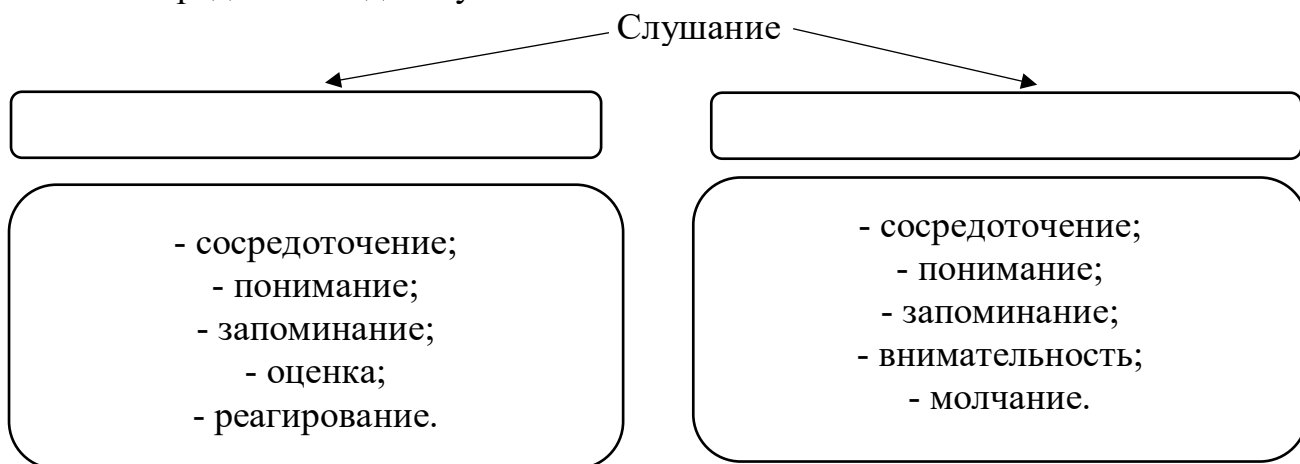 Слушание
- сосредоточение;
- понимание;
- запоминание;
- оценка;
- реагирование.
- сосредоточение;
- понимание;
- запоминание;
- внимательность;
- молчание.